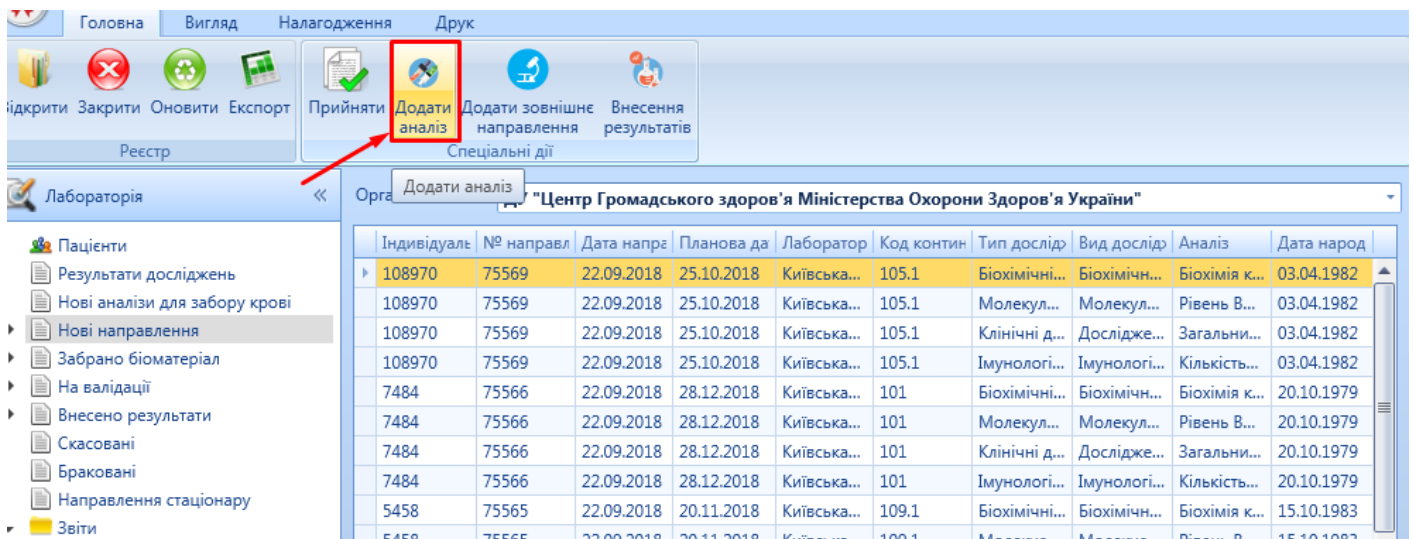 Головна Вигляд Налагодження Друк
Відкрити Закрити Оновити Експорт Прийняти Додати аналіз Додати зовнішнє направлення Внесення результатів
Реєстр Спеціальні дії
Додати аналіз
Лабораторія «
"Центр Громадського здоров'я Міністерства Охорони Здоров'я України"
Пацієнти
Результати досліджень
Нові аналізи для забору крові
Нові направлення
Забрано біоматеріал
На валідації
Внесено результати
Скасовані
Браковані
Направлення стаціонару
Звіти
Індивідуаль № направл Дата напра Планова да Лаборатор Код контин Тип дослід Вид дослід Аналіз Дата народ
108970 75569 22.09.2018 25.10.2018 Київська... 105.1 Біохімічні... Біохімічн... Біохімія к... 03.04.1982
108970 75569 22.09.2018 25.10.2018 Київська... 105.1 Молекул... Молекул... Рівень В... 03.04.1982
108970 75569 22.09.2018 25.10.2018 Київська... 105.1 Клінічні д... Дослідже... Загальни... 03.04.1982
108970 75569 22.09.2018 25.10.2018 Київська... 105.1 Імунологі... Імунологі... Кількість... 03.04.1982
7484 75566 22.09.2018 28.12.2018 Київська... 101 Біохімічні... Біохімічн... Біохімія к... 20.10.1979
7484 75566 22.09.2018 28.12.2018 Київська... 101 Молекул... Молекул... Рівень В... 20.10.1979
7484 75566 22.09.2018 28.12.2018 Київська... 101 Клінічні д... Дослідже... Загальни... 20.10.1979
7484 75566 22.09.2018 28.12.2018 Київська... 101 Імунологі... Імунологі... Кількість... 20.10.1979
5458 75565 22.09.2018 20.11.2018 Київська... 109.1 Біохімічні... Біохімічн... Біохімія к... 15.10.1983